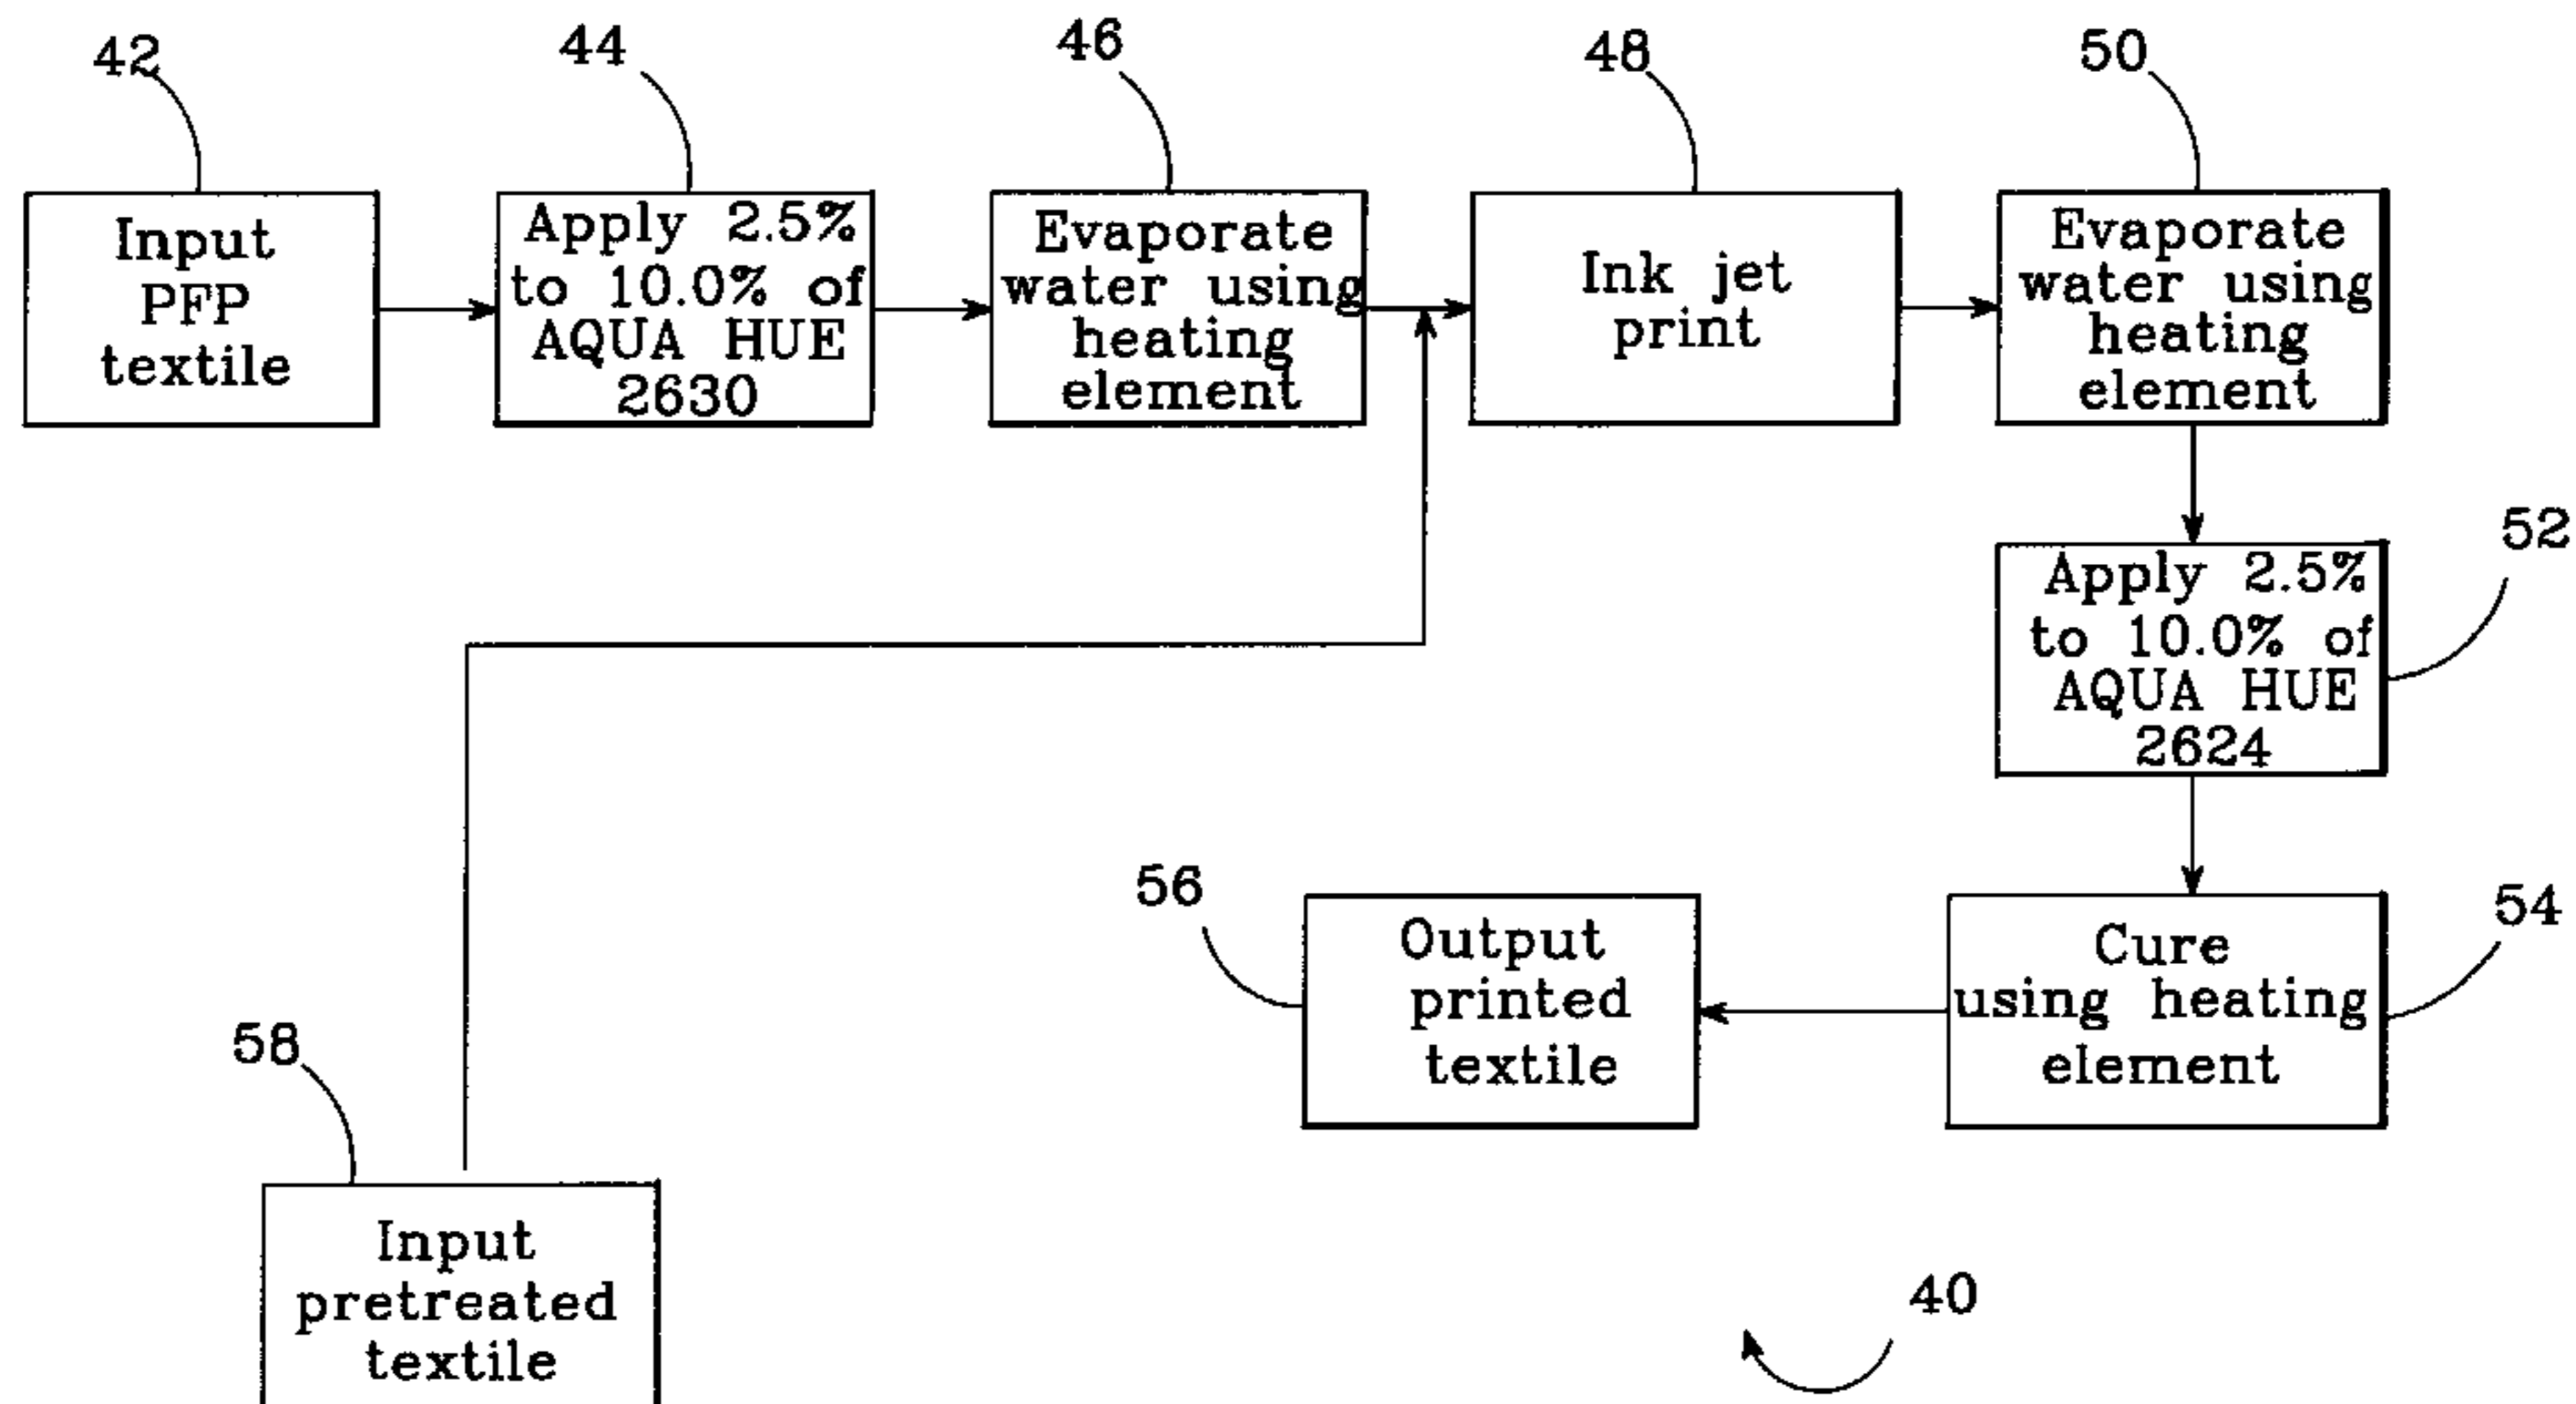 42
44
46
48
50
Input
PFP
textile
Apply 2.5%
to 10.0% of
AQUA HUE
2630
Evaporate
water using
heating
element
Ink jet
print
Evaporate
water using
heating
element
52
Apply 2.5%
to 10.0% of
AQUA HUE
2624
54
Cure
using heating
element
56
Output
printed
textile
58
Input
pretreated
textile
40